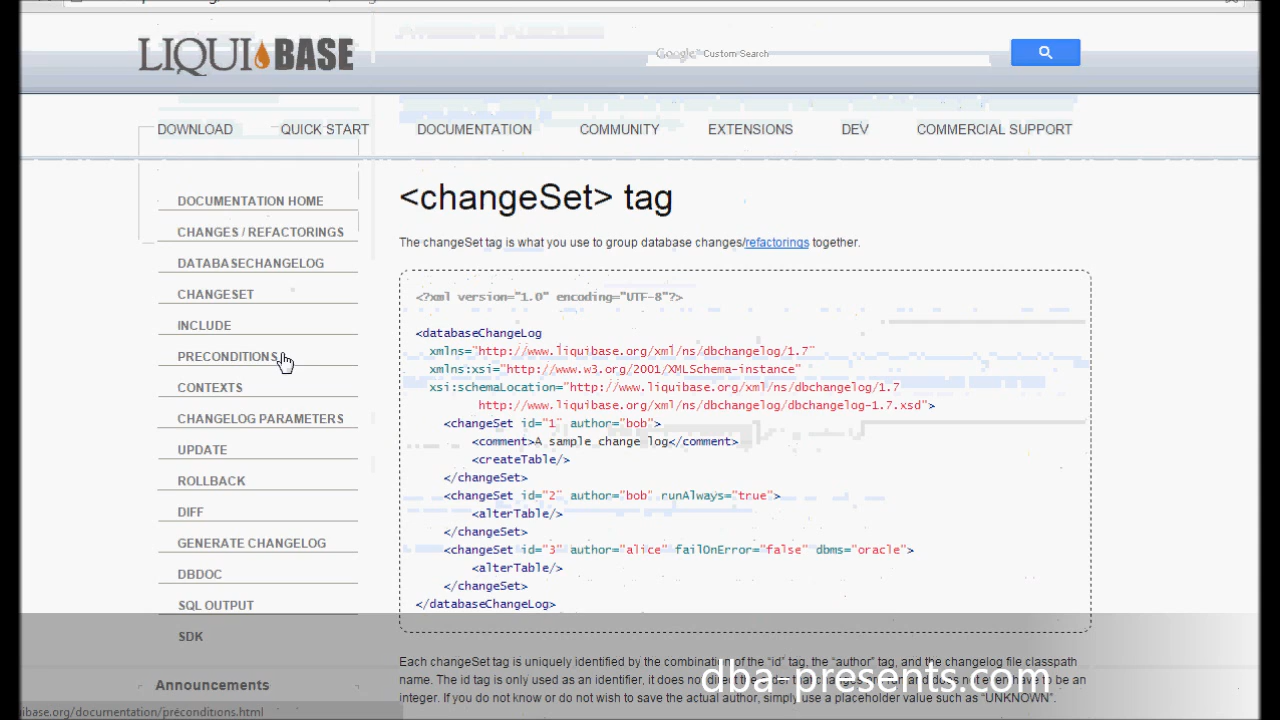 LIQUIBASE
Google Custom Search
DOWNLOAD QUICK START DOCUMENTATION COMMUNITY EXTENSIONS DEV COMMERCIAL SUPPORT
DOCUMENTATION HOME
CHANGES / REFACTORINGS
DATABASECHANGELOG
CHANGESET
INCLUDE
PRECONDITIONS
CONTEXTS
CHANGELOG PARAMETERS
UPDATE
ROLLBACK
DIFF
GENERATE CHANGELOG
DBDOC
SQL OUTPUT
SDK
Announcements
<changeSet> tag
The changeSet tag is what you use to group database changes/refactorings together.
<?xml version="1.0" encoding="UTF-8"?>
<databaseChangeLog
xmlns="http://www.liquibase.org/xml/ns/dbchangelog/1.7"
xmlns:xsi="http://www.w3.org/2001/XMLSchema-instance"
xsi:schemaLocation="http://www.liquibase.org/xml/ns/dbchangelog/1.7
http://www.liquibase.org/xml/ns/dbchangelog/dbchangelog-1.7.xsd">
<changeSet id="1" author="bob">
<comment>A sample change log</comment>
<createTable/>
</changeSet>
<changeSet id="2" author="bob" runAlways="true">
<alterTable/>
</changeSet>
<changeSet id="3" author="alice" failOnError="false" dbms="oracle">
<alterTable/>
</changeSet>
</databaseChangeLog>
Each changeSet tag is uniquely identified by the combination of the "id" tag, the "author" tag, and the changelog file classpath
name. The id tag is only used as an identifier, it does not to be an
integer. If you do not know or do not wish to save the actual author, simply use a placeholder value such as "UNKNOWN".
dba-presents.com
ibase.org/documentation/preconditions.html